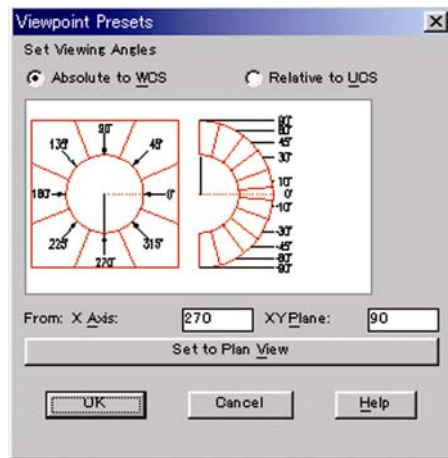 Viewpoint Presets
Set Viewing Angles
Absolute to WCS
Relative to UCS
90°
135°
45°
180°
0°
225°
315°
270°
90°
60°
45°
30°
10°
0°
-10°
-30°
-45°
-60°
-90°
From: X Axis: 270 XY Plane: 90
Set to Plan View
OK Cancel Help